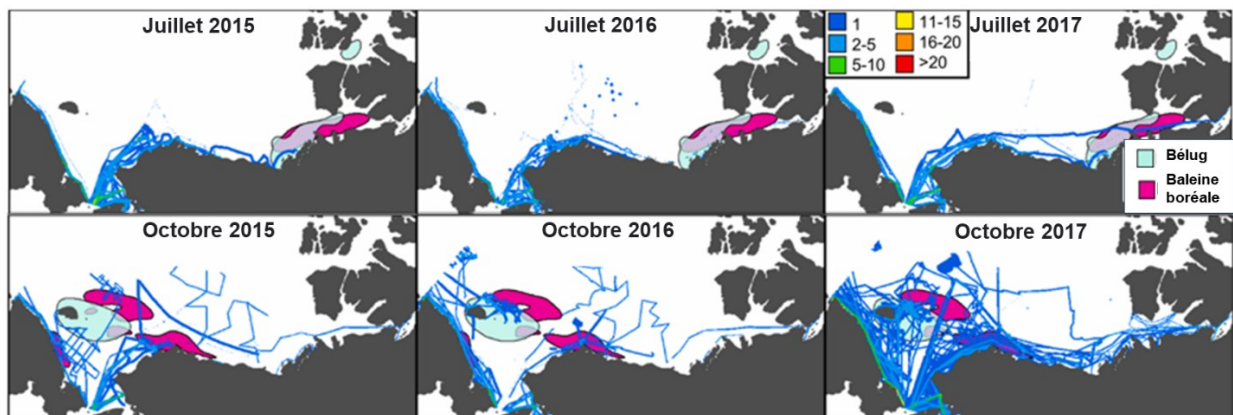 Juillet 2015
Juillet 2016
Juillet 2017
1
2-5
5-10
11-15
16-20
>20
Bélug
Baleine
boréale
Octobre 2015
Octobre 2016
Octobre 2017